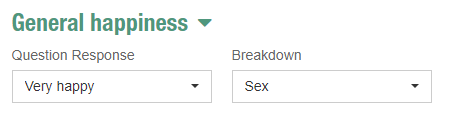 General happiness
Question Response Breakdown
Very happy Sex